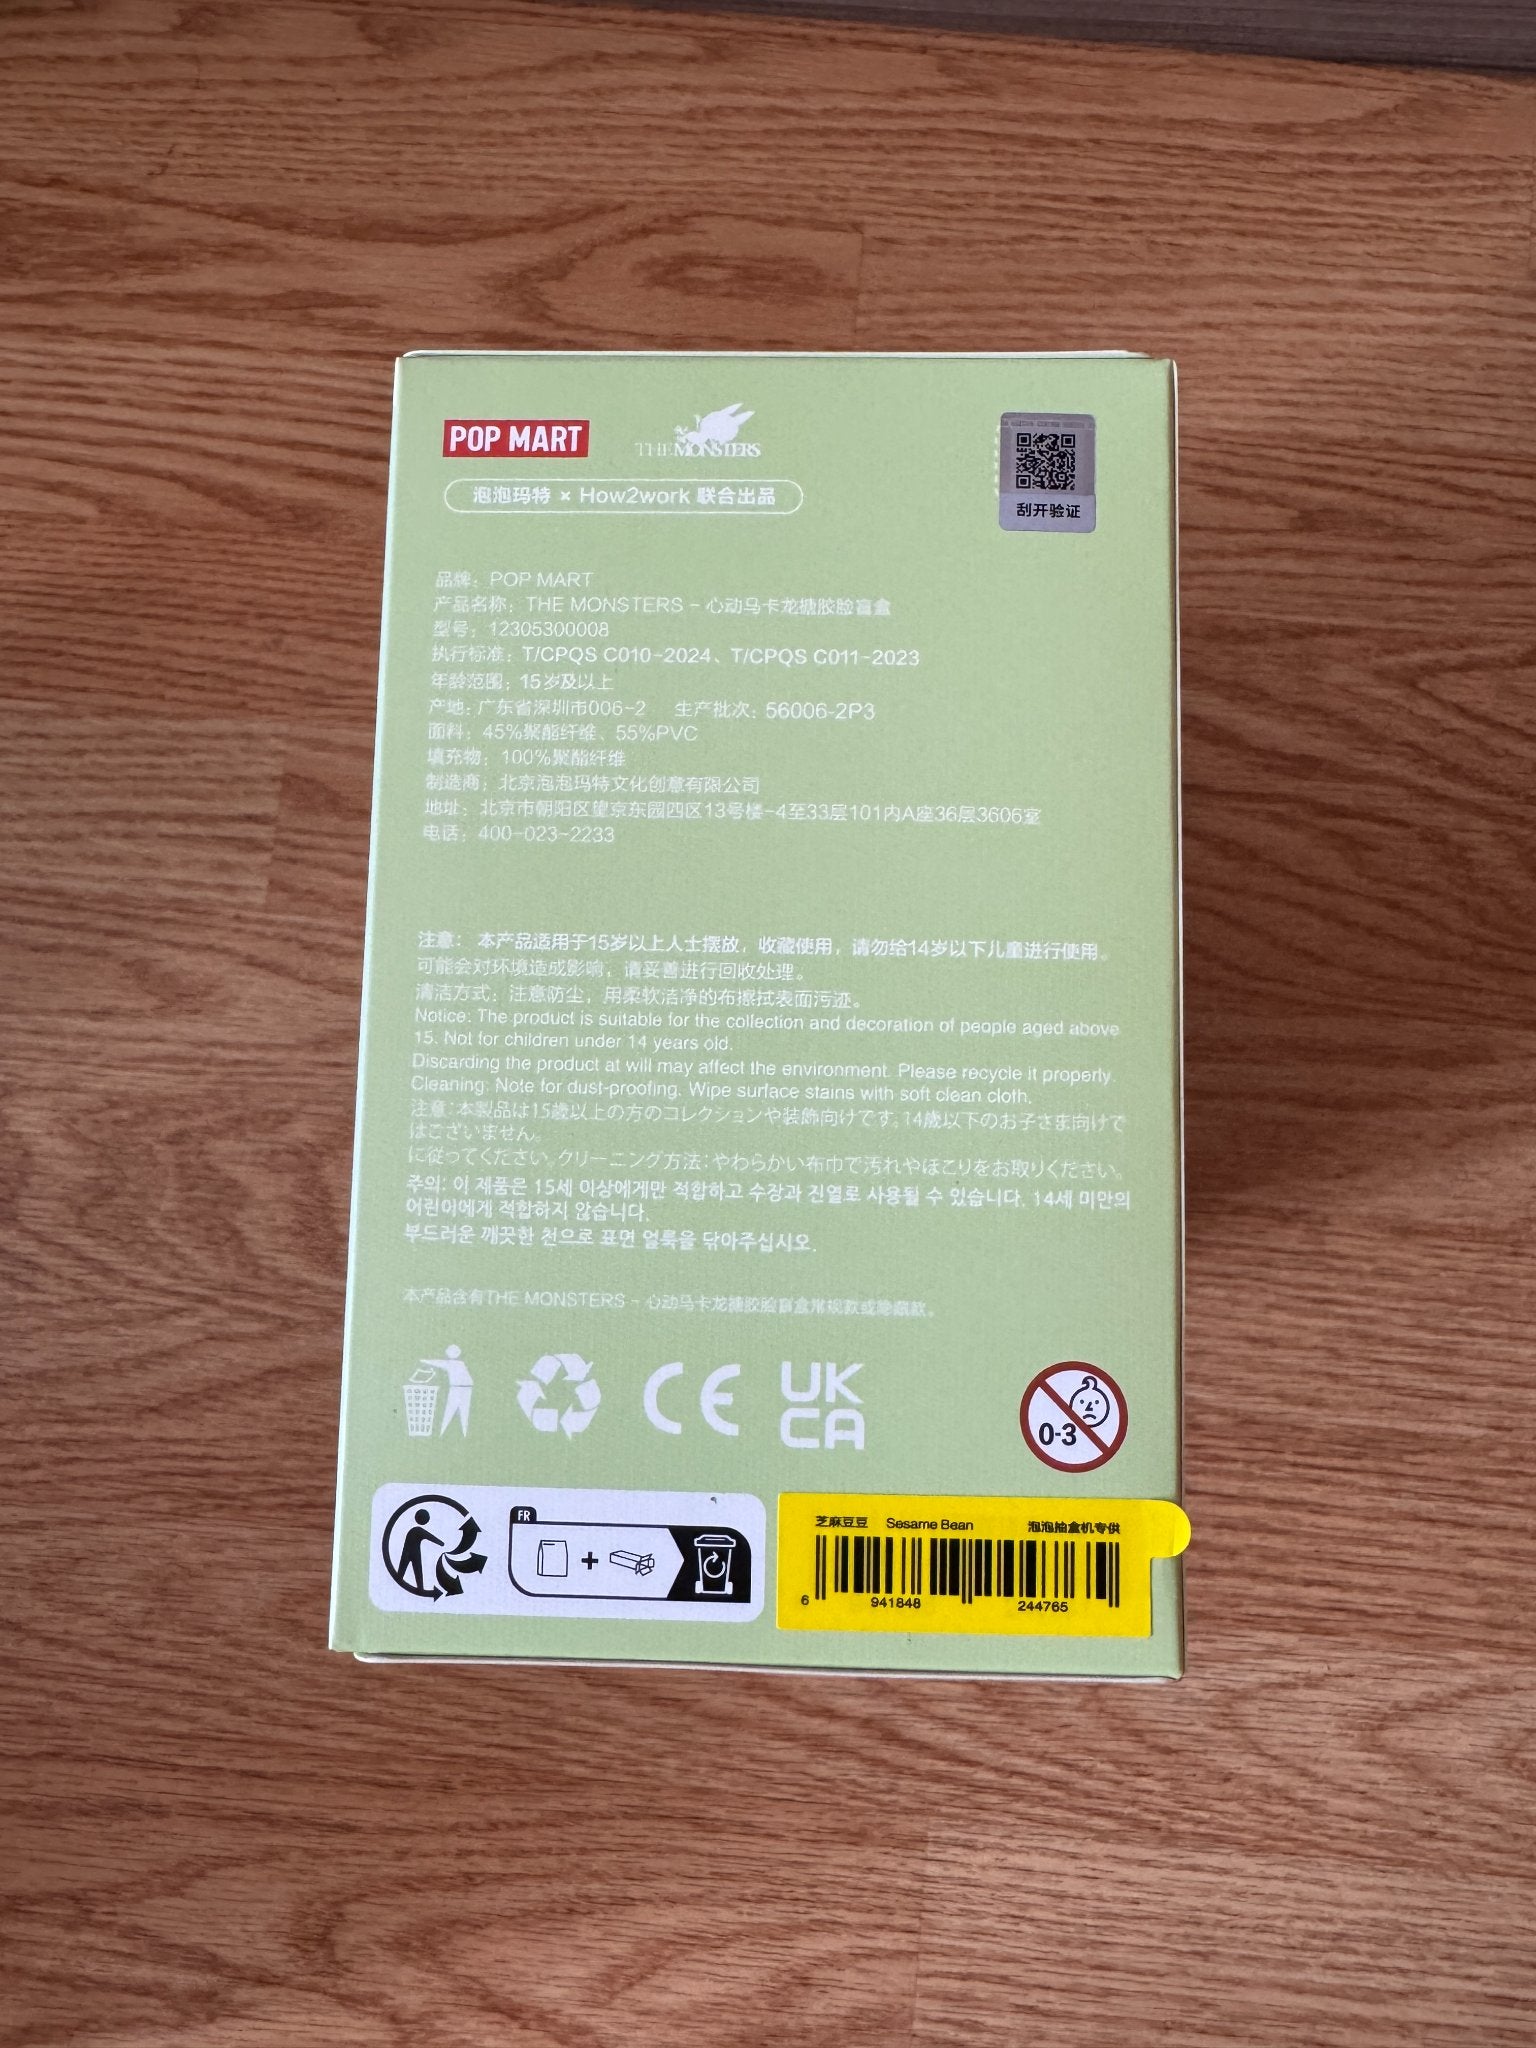 POP MART
THE MONSTERS
泡泡玛特 × How2work 联合出品
刮开验证
品牌：POP MART
产品名称：THE MONSTERS - 心动马卡龙搪胶脸盲盒
型号：12305300008
执行标准：T/CPQS C010-2024、T/CPQS C011-2023
年龄范围：15岁及以上
产地：广东省深圳市006-2 生产批次：56006-2P3
面料：45%聚酯纤维、55%PVC
填充物：100%聚酯纤维
制造商：北京泡泡玛特文化创意有限公司
地址：北京市朝阳区望京东园四区13号楼-4至33层101内A座36层3606室
电话：400-023-2233
注意：本产品适用于15岁以上人士摆放，收藏使用，请勿给14岁以下儿童进行使用。
可能会对环境造成影响，请妥善进行回收处理。
清洁方式：注意防尘，用柔软洁净的布擦拭表面污迹。
Notice: The product is suitable for the collection and decoration of people aged above
15. Not for children under 14 years old.
Discarding the product at will may affect the environment. Please recycle it properly.
Cleaning: Note for dust-proofing. Wipe surface stains with soft clean cloth.
注意：本製品は15歳以上の方のコレクションや装飾向けです。14歳以下のお子さま向けで
はございません。
に従ってください。クリーニング方法：やわらかい布巾で汚れやほこりをお取りください。
주의: 이 제품은 15세 이상에게만 적합하고 수장과 진열로 사용될 수 있습니다. 14세 미만의
어린이에게 적합하지 않습니다.
부드러운 깨끗한 천으로 표면 얼룩을 닦아주십시오.
本产品含有THE MONSTERS - 心动马卡龙搪胶脸盲盒常规款或隐藏款。
CE
UK
CA
0-3
FR
芝麻豆豆 Sesame Bean 泡泡抽盒机专供
6 941848 244765